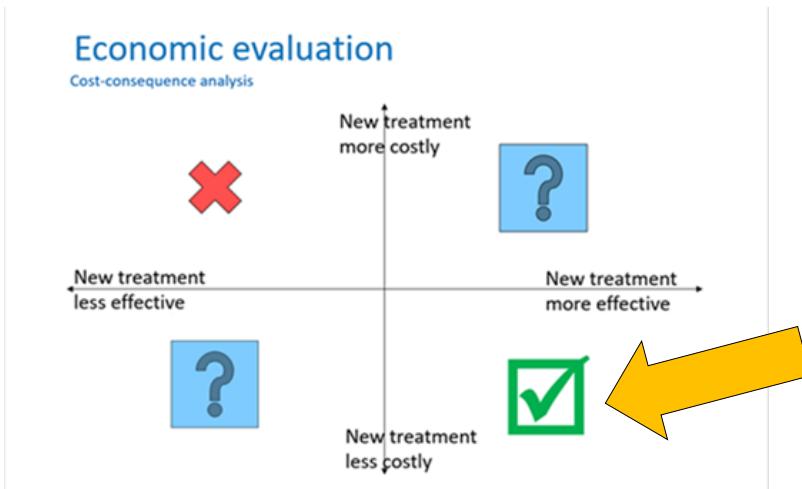 Economic evaluation
Cost-consequence analysis
New treatment
more costly
?
New treatment
less effective
New treatment
more effective
?
New treatment
less costly